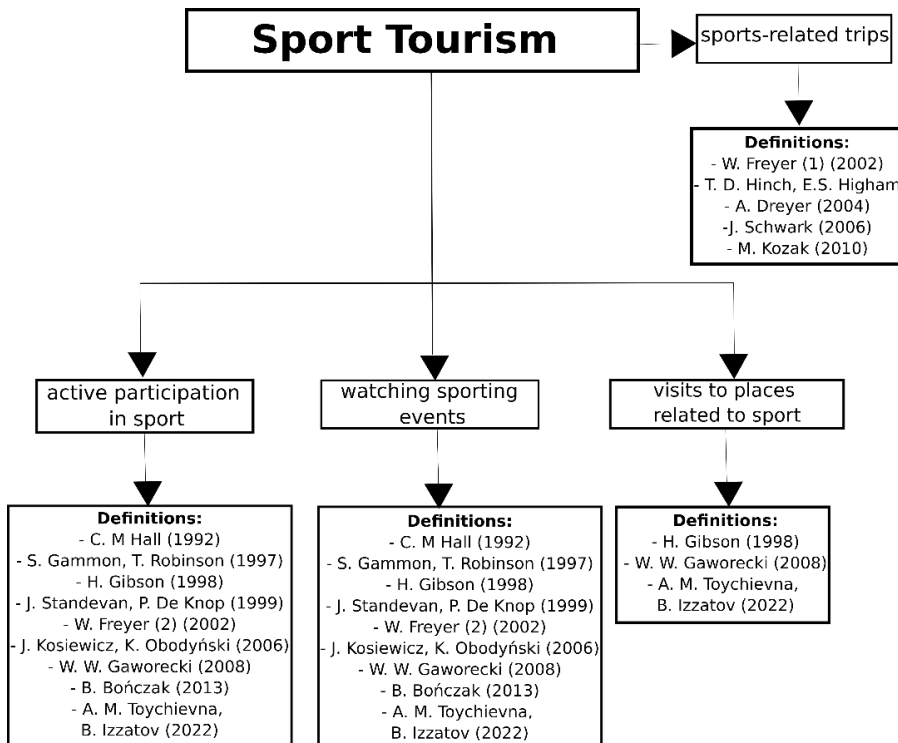 Sport Tourism
sports-related trips
Definitions:
- W. Freyer (1) (2002)
- T. D. Hinch, E.S. Higham
- A. Dreyer (2004)
-J. Schwark (2006)
- M. Kozak (2010)
active participation
in sport
watching sporting
events
visits to places
related to sport
Definitions:
- C. M Hall (1992)
- S. Gammon, T. Robinson (1997)
- H. Gibson (1998)
- J. Standevan, P. De Knop (1999)
- W. Freyer (2) (2002)
- J. Kosiewicz, K. Obodyński (2006)
- W. W. Gaworecki (2008)
- B. Bończak (2013)
- A. M. Toychievna,
B. Izzatov (2022)
Definitions:
- C. M Hall (1992)
- S. Gammon, T. Robinson (1997)
- H. Gibson (1998)
- J. Standevan, P. De Knop (1999)
- W. Freyer (2) (2002)
- J. Kosiewicz, K. Obodyński (2006)
- W. W. Gaworecki (2008)
- B. Bończak (2013)
- A. M. Toychievna,
B. Izzatov (2022)
Definitions:
- H. Gibson (1998)
- W. W. Gaworecki (2008)
- A. M. Toychievna,
B. Izzatov (2022)